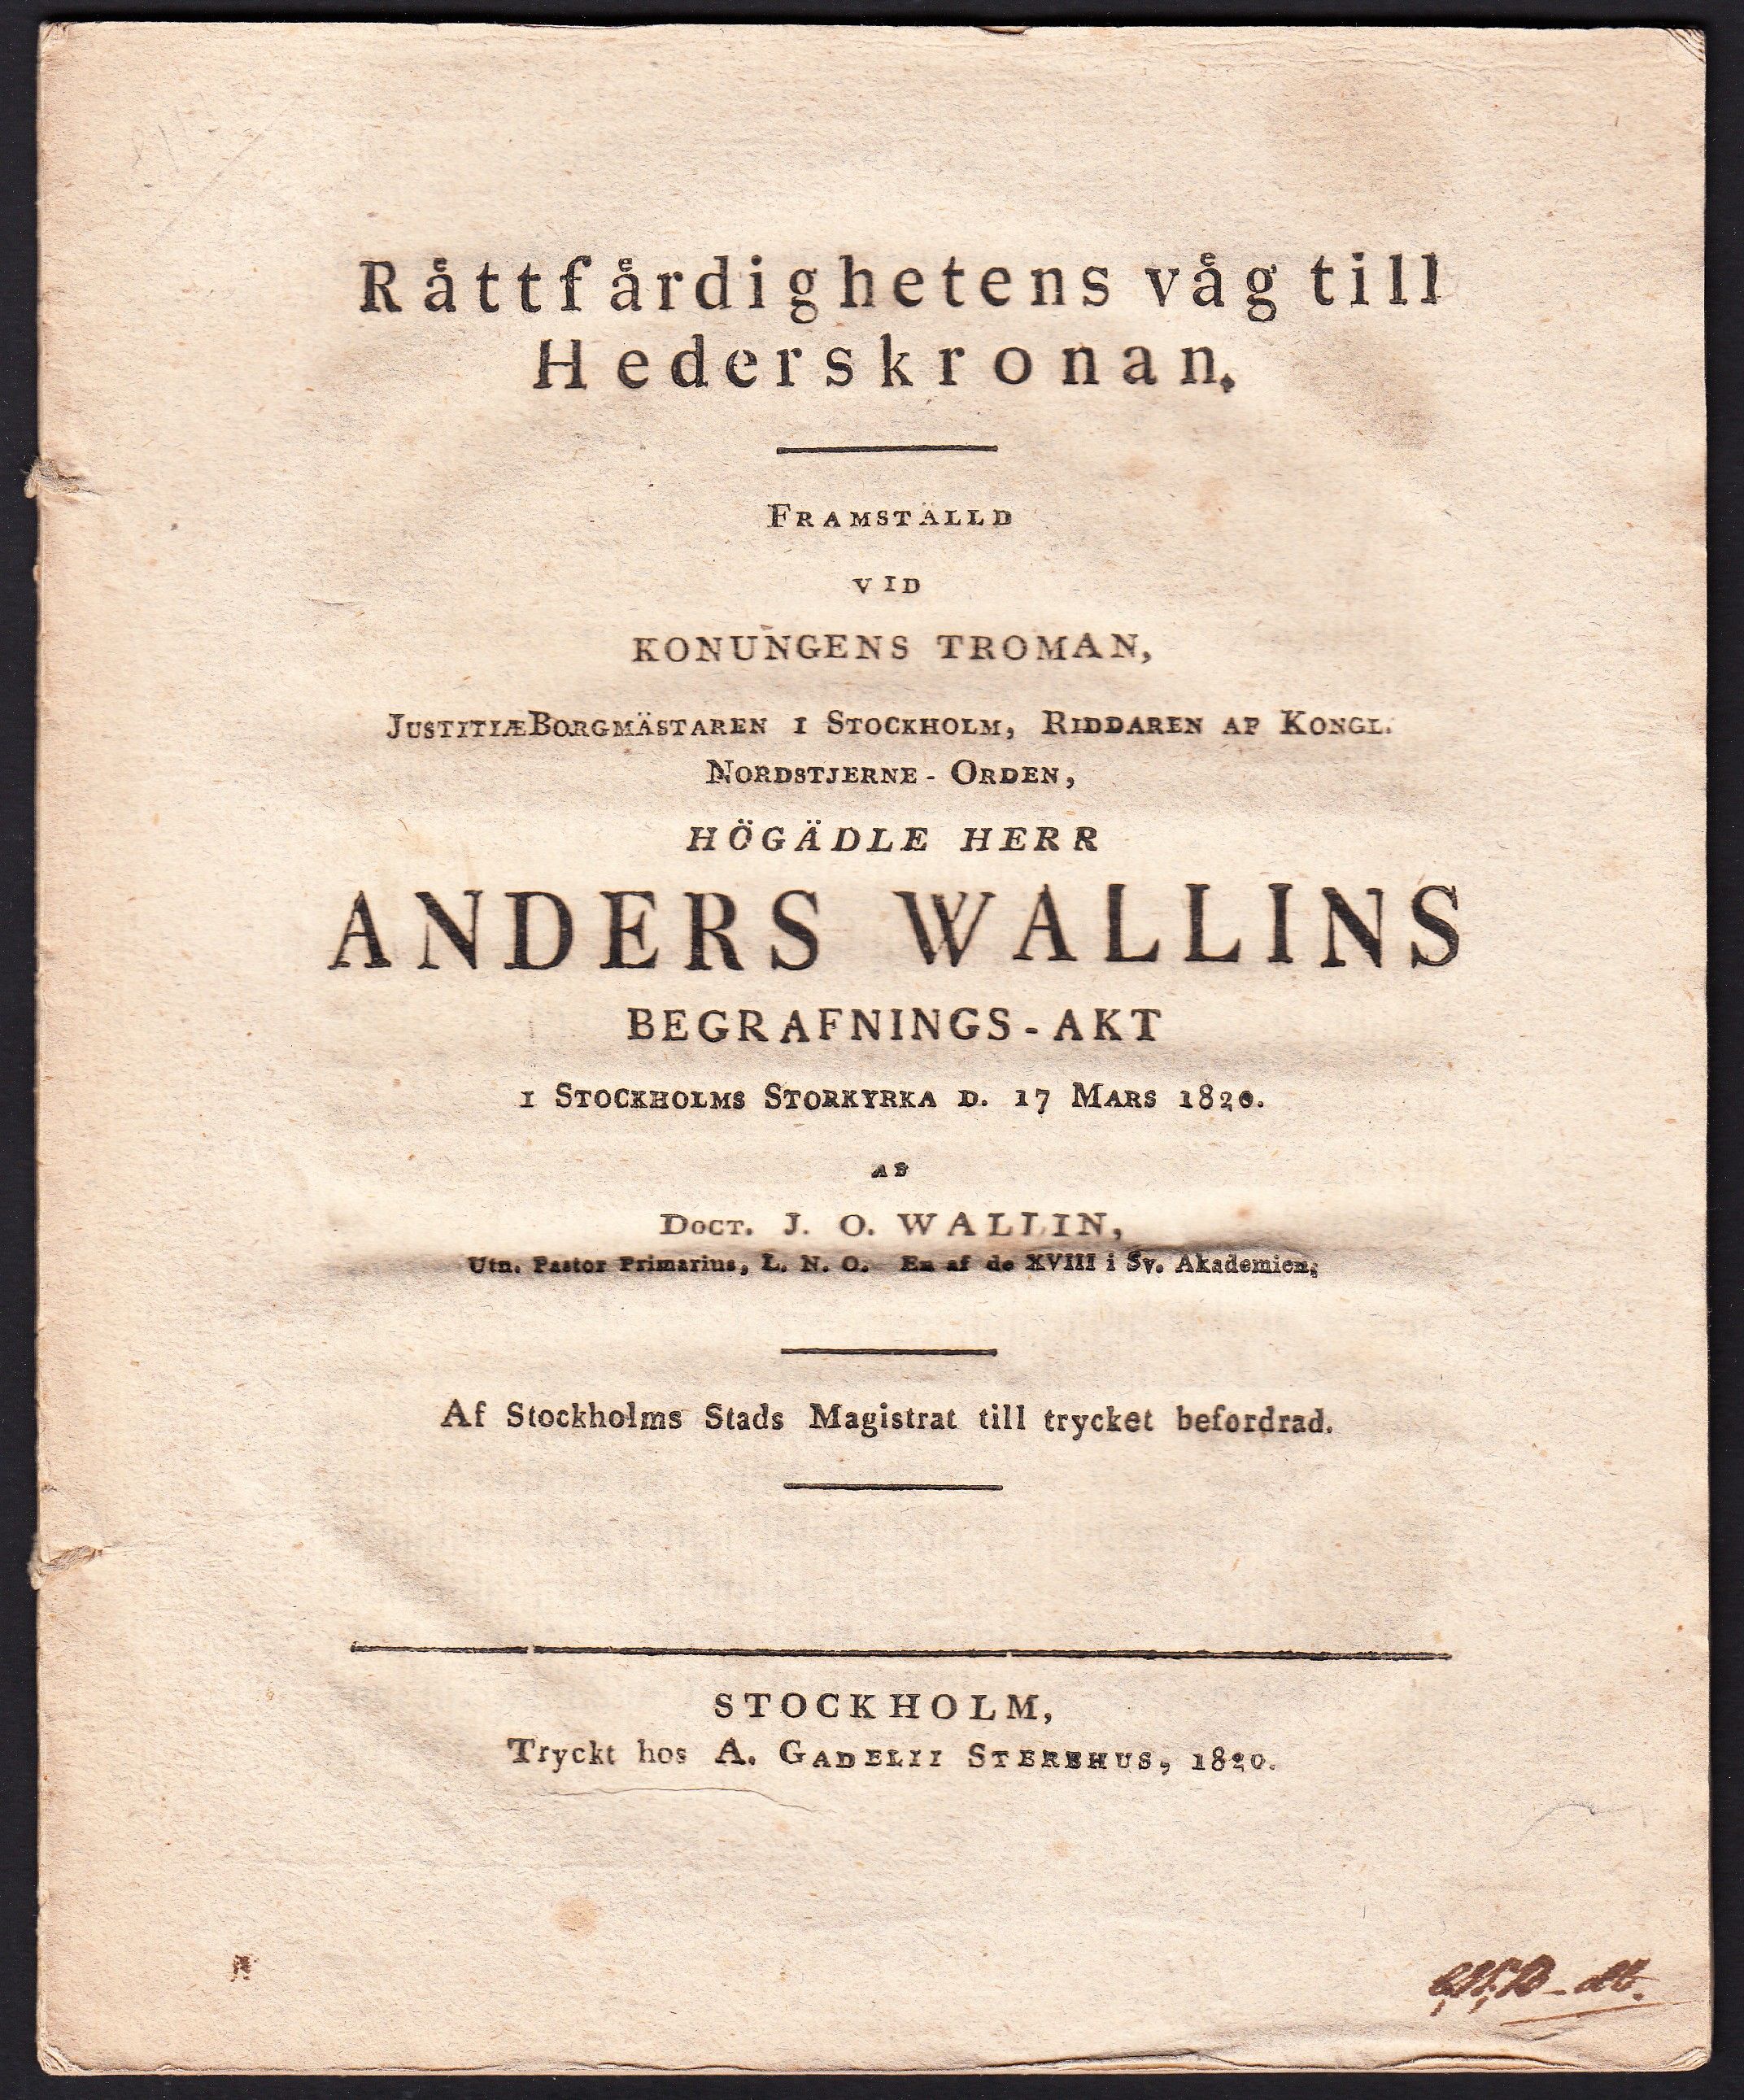 Råttfårdighetens våg till
Hederskronan.
FRAMSTÄLLD
VID
KONUNGENS TROMAN,
JUSTITIÆBORGMÄSTAREN I STOCKHOLM, RIDDAREN AF KONGL.
NORDSTJERNE-ORDEN,
HÖGÄDLE HERR
ANDERS WALLINS
BEGRAFNINGS-AKT
I STOCKHOLMS STORKYRKA D. 17 MARS 1820.
AF
DOCT. J. O. WALLIN,
Utn. Pastor Primarius, L. N. O. En af de XVIII i Sv. Akademien,
Af Stockholms Stads Magistrat till trycket befordrad.
STOCKHOLM,
Tryckt hos A. GADELII STERBHUS, 1820.